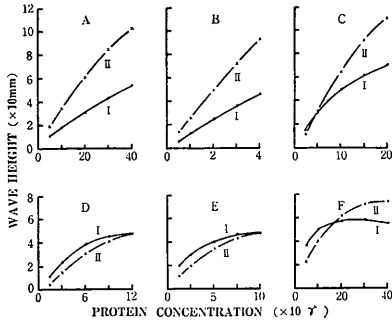 A B C
12
10
8
6
4
2
0
II I
II I
II I
0 20 40
0 2 4
0 10 20
D E F
8
6
4
2
0
I II
I II
II I
0 6 12
0 5 10
0 20 40
WAVE HEIGHT (×10mm)
PROTEIN CONCENTRATION (×10 γ)